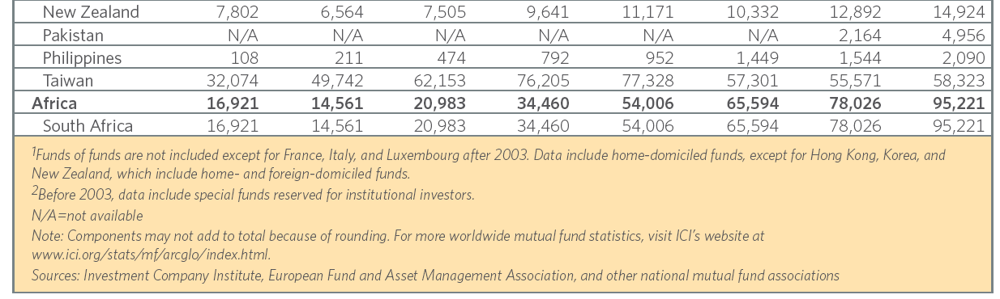 New Zealand 7,802 6,564 7,505 9,641 11,171 10,332 12,892 14,924
Pakistan N/A N/A N/A N/A N/A N/A 2,164 4,956
Philippines 108 211 474 792 952 1,449 1,544 2,090
Taiwan 32,074 49,742 62,153 76,205 77,328 57,301 55,571 58,323
Africa 16,921 14,561 20,983 34,460 54,006 65,594 78,026 95,221
South Africa 16,921 14,561 20,983 34,460 54,006 65,594 78,026 95,221
1Funds of funds are not included except for France, Italy, and Luxembourg after 2003. Data include home-domiciled funds, except for Hong Kong, Korea, and
New Zealand, which include home- and foreign-domiciled funds.
2Before 2003, data include special funds reserved for institutional investors.
N/A=not available
Note: Components may not add to total because of rounding. For more worldwide mutual fund statistics, visit ICI's website at
www.ici.org/stats/mf/arcglo/index.html.
Sources: Investment Company Institute, European Fund and Asset Management Association, and other national mutual fund associations